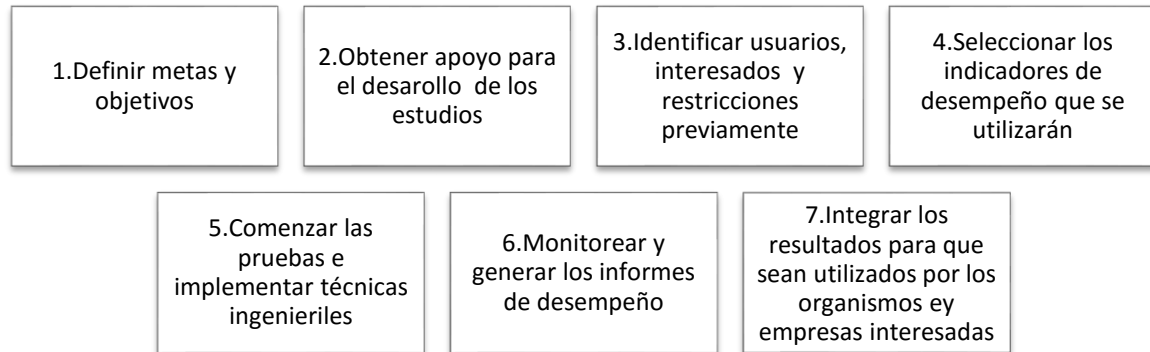 1.Definir metas y
objetivos
2.Obtener apoyo para
el desarollo de los
estudios
3.Identificar usuarios,
interesados y
restricciones
previamente
4.Seleccionar los
indicadores de
desempeño que se
utilizarán
5.Comenzar las
pruebas e
implementar técnicas
ingenieriles
6.Monitorear y
generar los informes
de desempeño
7.Integrar los
resultados para que
sean utilizados por los
organismos ey
empresas interesadas